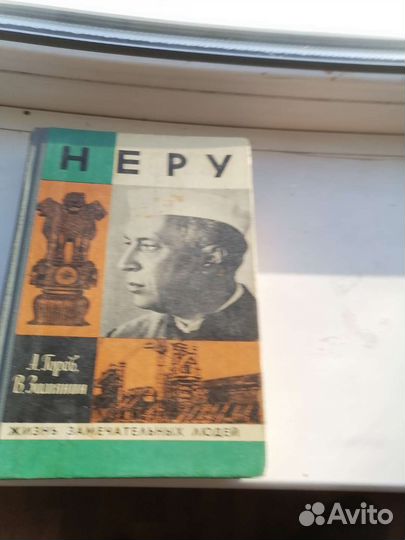 НЕРУ
А. Горев,
В. Зимянин
ЖИЗНЬ ЗАМЕЧАТЕЛЬНЫХ ЛЮДЕЙ
Avito